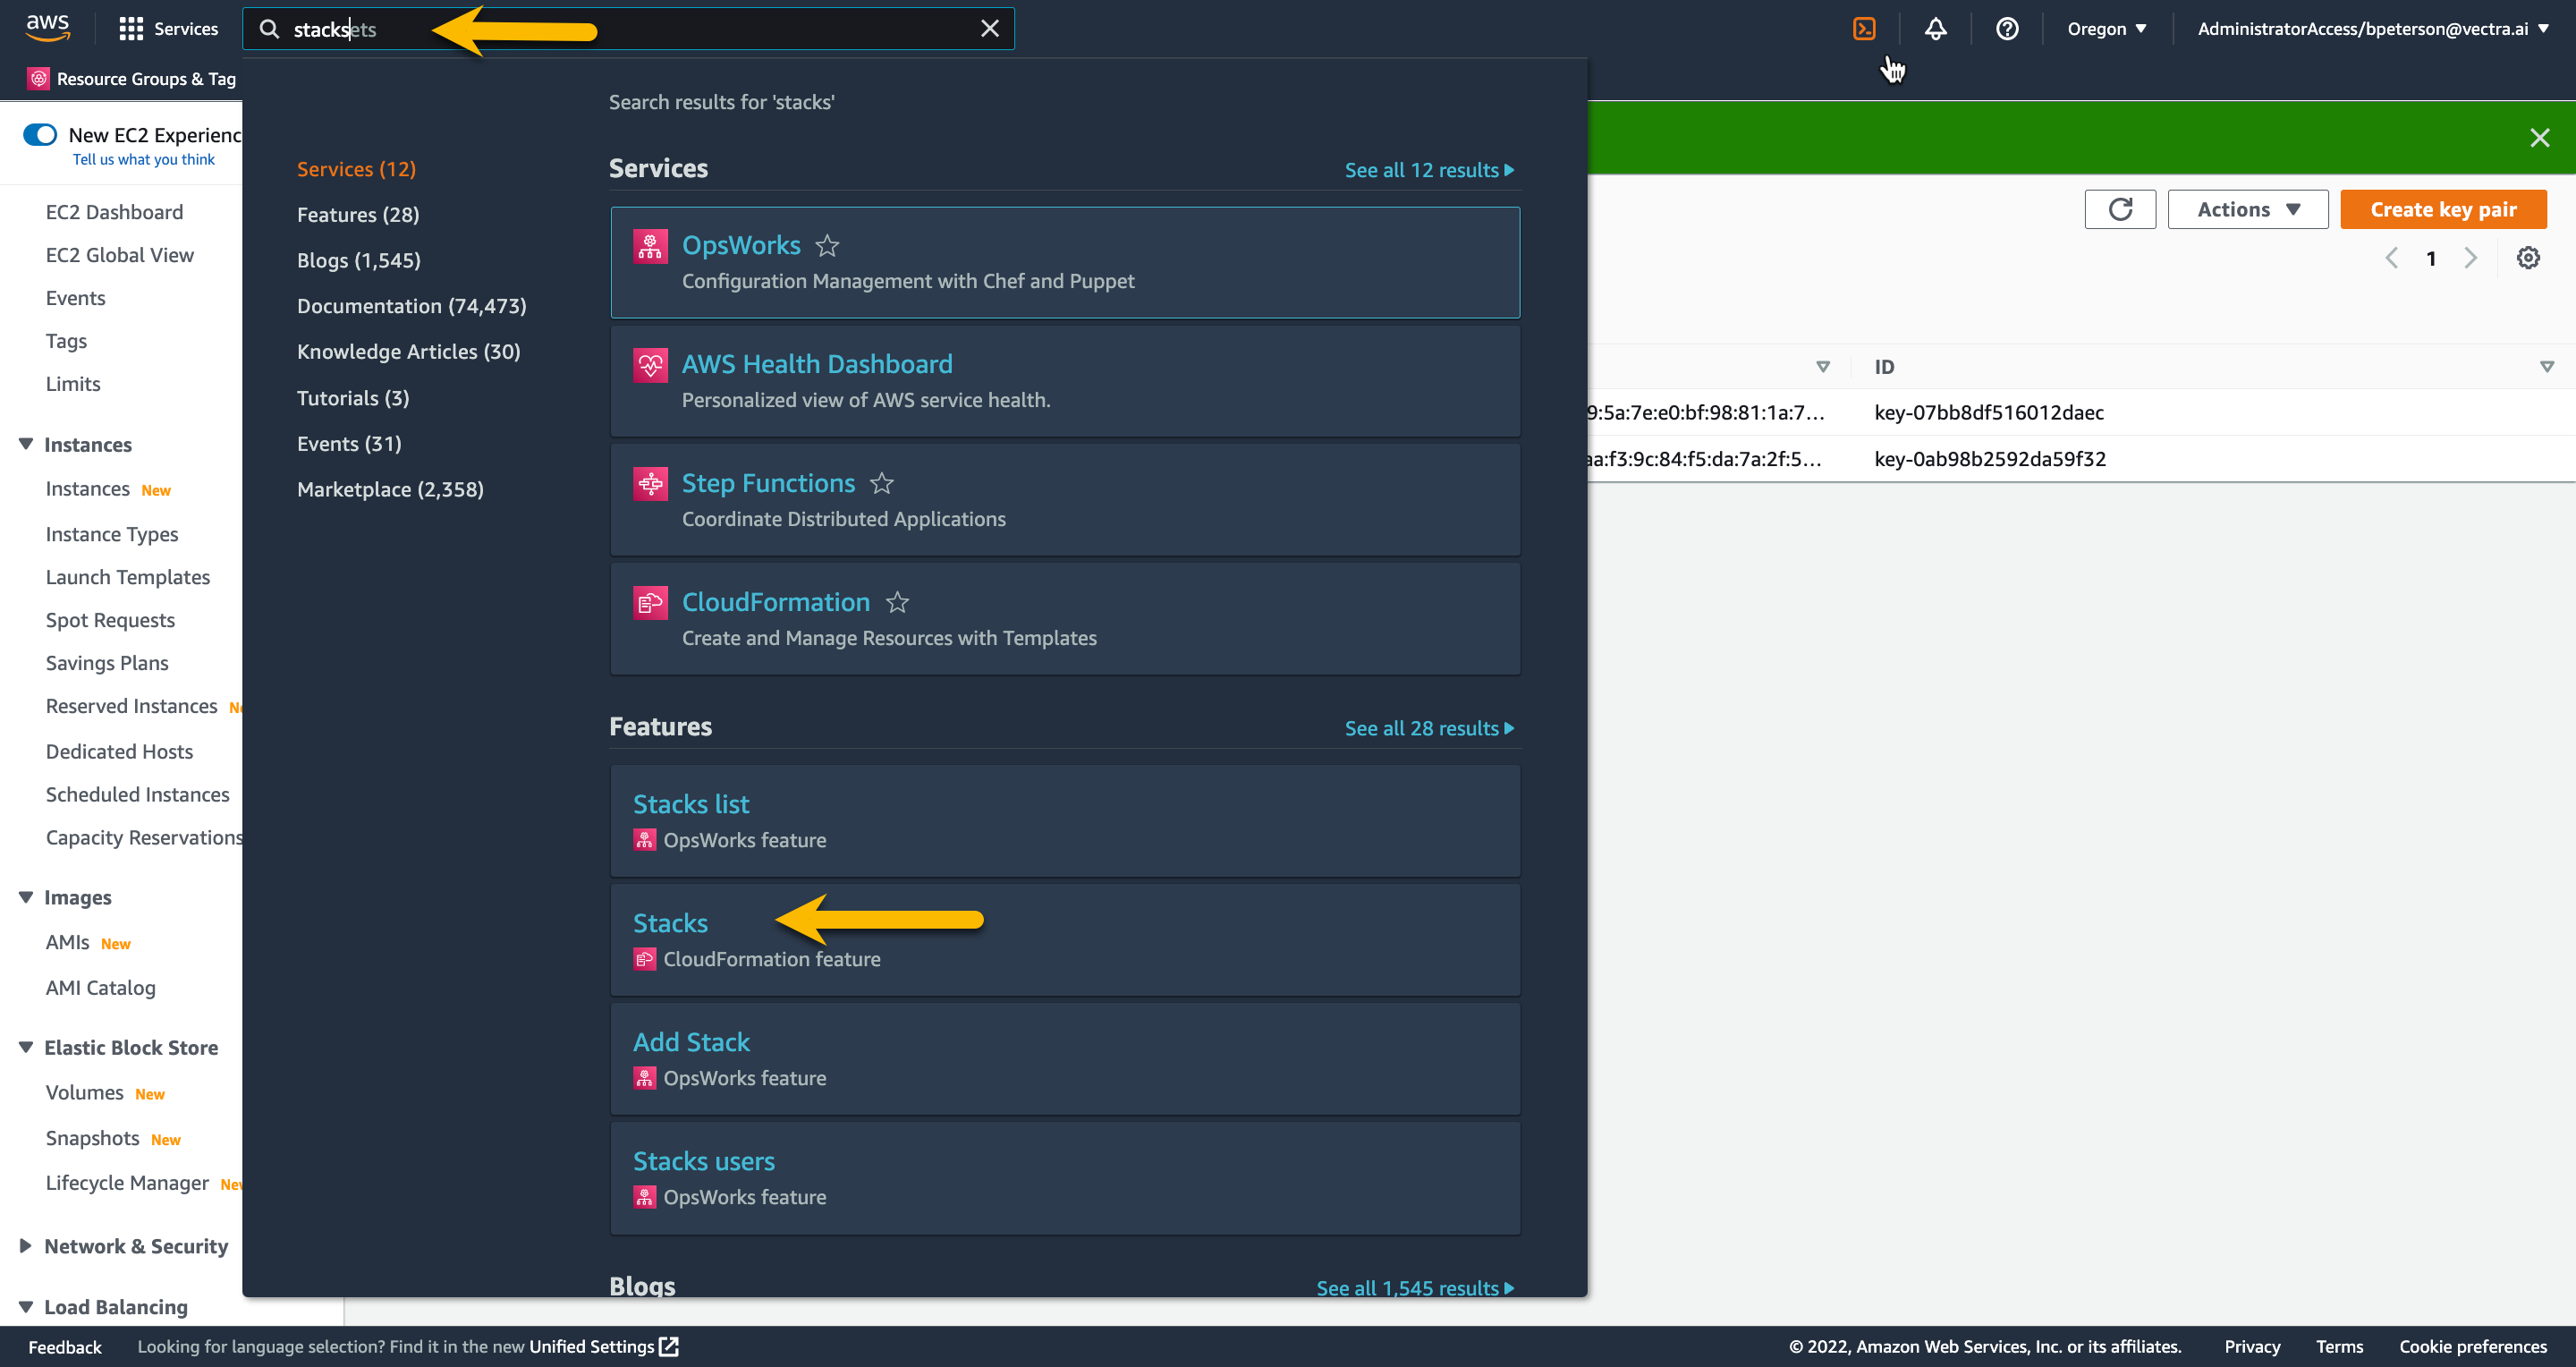 aws
Services
stacksets
Oregon
AdministratorAccess/bpeterson@vectra.ai
Resource Groups & Tag
New EC2 Experienc
Tell us what you think
EC2 Dashboard
EC2 Global View
Events
Tags
Limits
Instances
Instances New
Instance Types
Launch Templates
Spot Requests
Savings Plans
Reserved Instances Ne
Dedicated Hosts
Scheduled Instances
Capacity Reservations
Images
AMIs New
AMI Catalog
Elastic Block Store
Volumes New
Snapshots New
Lifecycle Manager New
Network & Security
Load Balancing
Search results for 'stacks'
Services (12)
Features (28)
Blogs (1,545)
Documentation (74,473)
Knowledge Articles (30)
Tutorials (3)
Events (31)
Marketplace (2,358)
Services
See all 12 results
OpsWorks
Configuration Management with Chef and Puppet
AWS Health Dashboard
Personalized view of AWS service health.
Step Functions
Coordinate Distributed Applications
CloudFormation
Create and Manage Resources with Templates
Features
See all 28 results
Stacks list
OpsWorks feature
Stacks
CloudFormation feature
Add Stack
OpsWorks feature
Stacks users
OpsWorks feature
Blogs
See all 1,545 results
Actions
Create key pair
1
ID
9:5a:7e:e0:bf:98:81:1a:7... key-07bb8df516012daec
aa:f3:9c:84:f5:da:7a:2f:5... key-0ab98b2592da59f32
Feedback
Looking for language selection? Find it in the new Unified Settings
© 2022, Amazon Web Services, Inc. or its affiliates.
Privacy
Terms
Cookie preferences